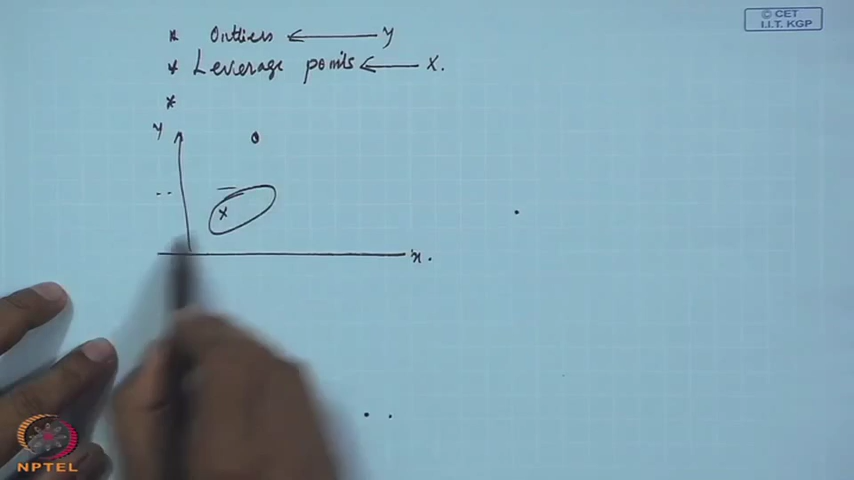 © CET
I.I.T. KGP
* Outliers ← y
* Leverage points ← x.
*
y
x
x.
NPTEL